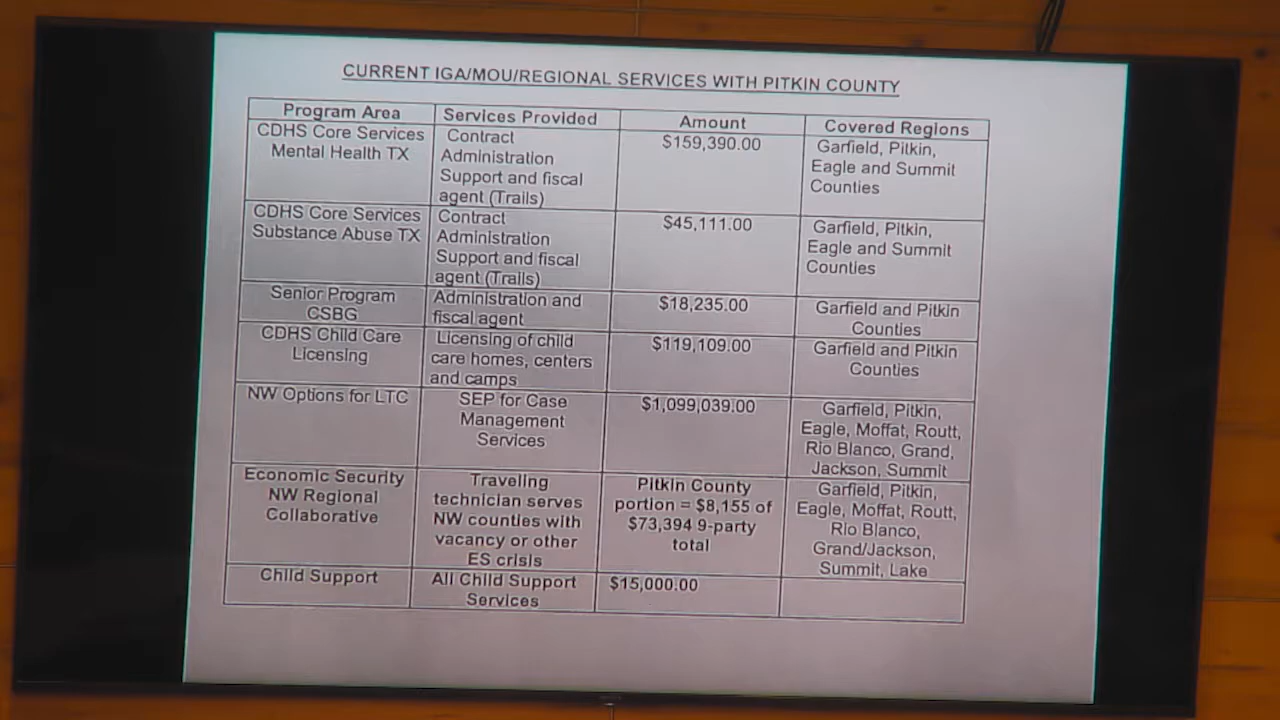 CURRENT IGA/MOU/REGIONAL SERVICES WITH PITKIN COUNTY
Program Area
Services Provided
Amount
Covered Regions
CDHS Core Services
Mental Health TX
Contract
Administration
Support and fiscal
agent (Trails)
$159,390.00
Garfield, Pitkin,
Eagle and Summit
Counties
CDHS Core Services
Substance Abuse TX
Contract
Administration
Support and fiscal
agent (Trails)
$45,111.00
Garfield, Pitkin,
Eagle and Summit
Counties
Senior Program
CSBG
Administration and
fiscal agent
$18,235.00
Garfield and Pitkin
Counties
CDHS Child Care
Licensing
Licensing of child
care homes, centers
and camps
$119,109.00
Garfield and Pitkin
Counties
NW Options for LTC
SEP for Case
Management
Services
$1,099,039.00
Garfield, Pitkin,
Eagle, Moffat, Routt,
Rio Blanco, Grand,
Jackson, Summit
Economic Security
NW Regional
Collaborative
Traveling
technician serves
NW counties with
vacancy or other
ES crisis
Pitkin County
portion = $8,155 of
$73,394 9-party
total
Garfield, Pitkin,
Eagle, Moffat, Routt,
Rio Blanco,
Grand/Jackson,
Summit, Lake
Child Support
All Child Support
Services
$15,000.00